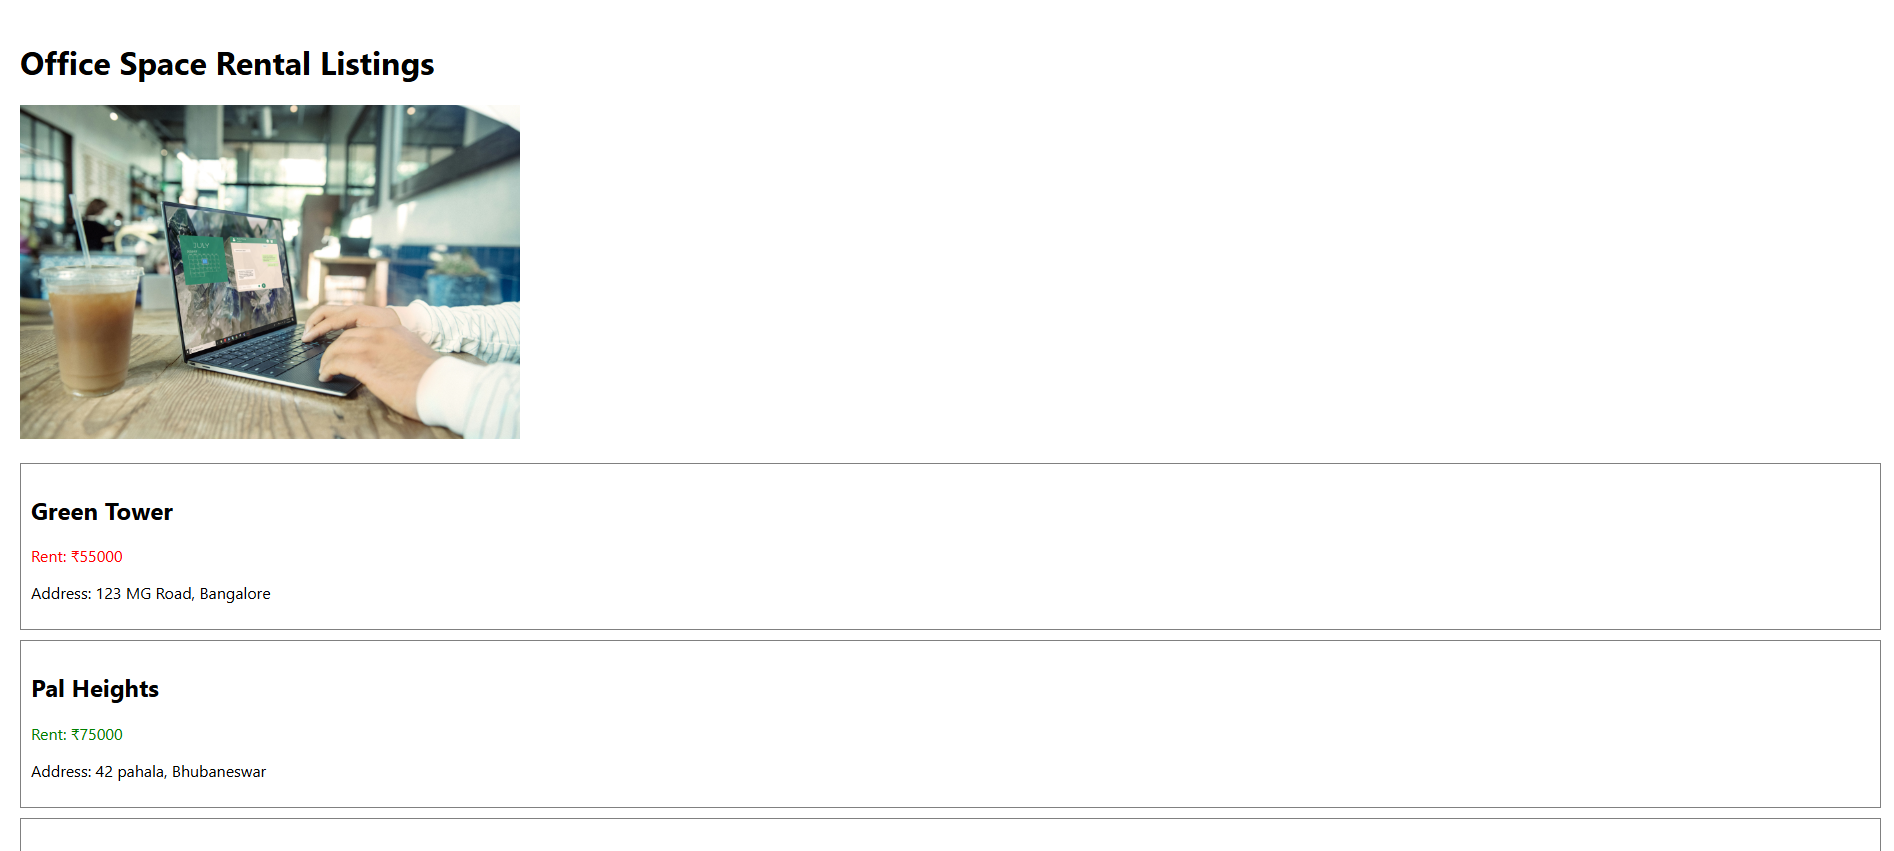 Office Space Rental Listings
JULY
Green Tower
Rent: ₹55000
Address: 123 MG Road, Bangalore
Pal Heights
Rent: ₹75000
Address: 42 pahala, Bhubaneswar